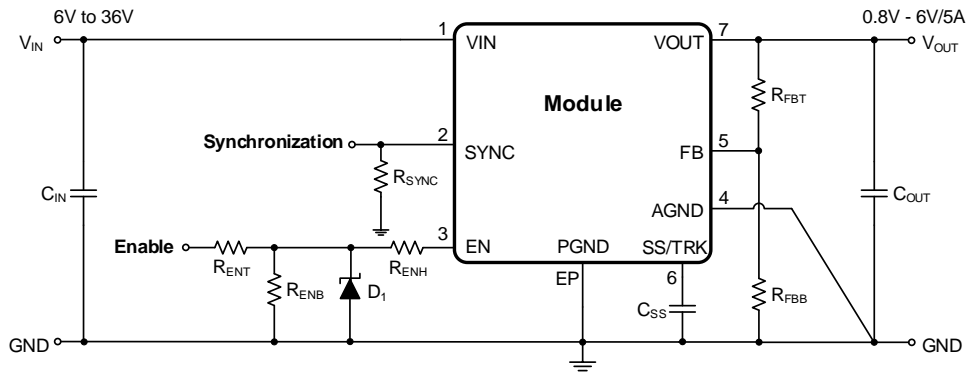 6V to 36V
0.8V - 6V/5A
VIN
1
VIN
VOUT
7
VOUT
Module
RFBT
Synchronization
2
SYNC
FB
5
RSYNC
CIN
AGND
4
COUT
Enable
3
EN
PGND
SS/TRK
RENT
RENH
EP
6
RENB
D1
CSS
RFBB
GND
GND